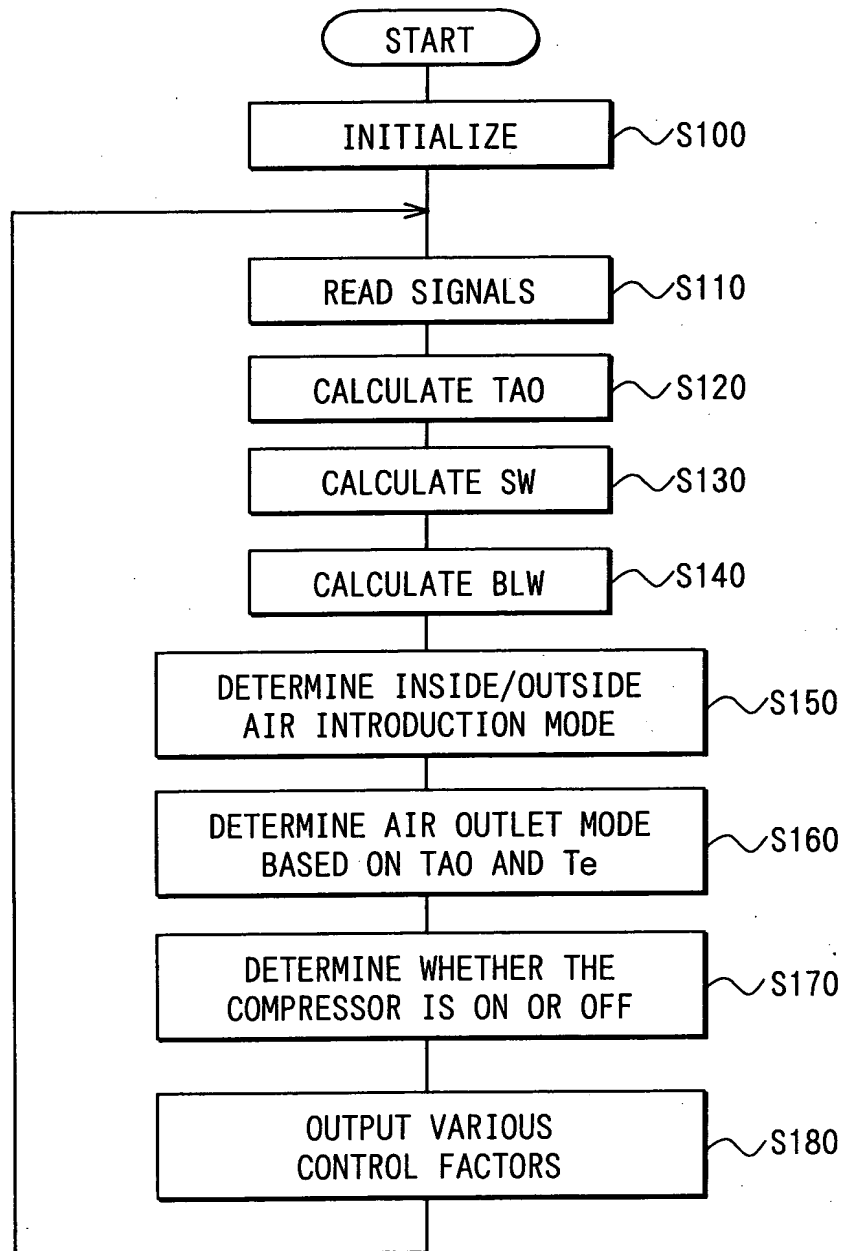 START
INITIALIZE
S100
READ SIGNALS
S110
CALCULATE TAO
S120
CALCULATE SW
S130
CALCULATE BLW
S140
DETERMINE INSIDE/OUTSIDE
AIR INTRODUCTION MODE
S150
DETERMINE AIR OUTLET MODE
BASED ON TAO AND Te
S160
DETERMINE WHETHER THE
COMPRESSOR IS ON OR OFF
S170
OUTPUT VARIOUS
CONTROL FACTORS
S180